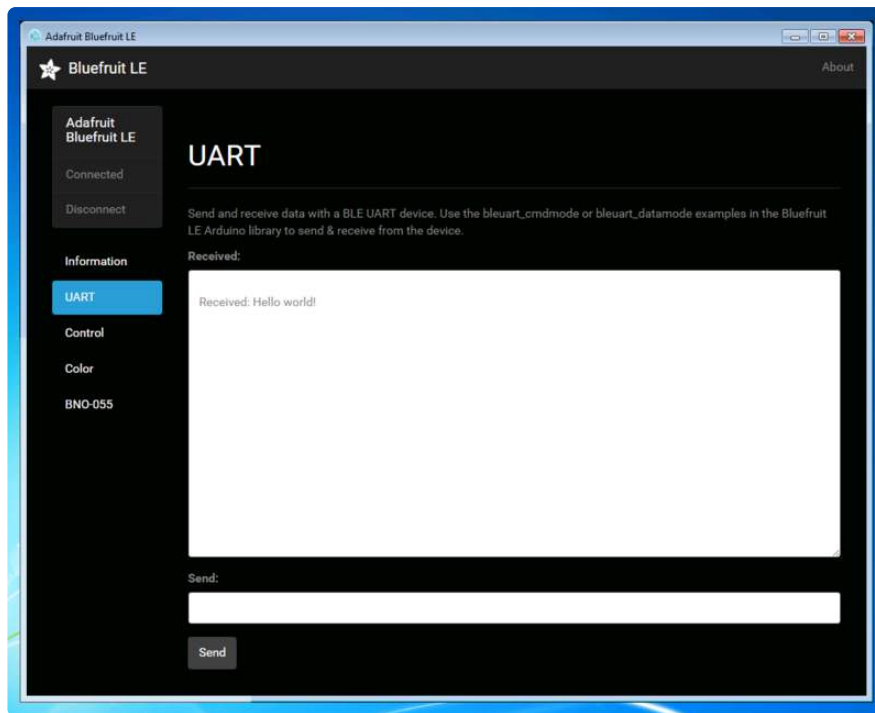 Adafruit Bluefruit LE
Bluefruit LE
About
Adafruit
Bluefruit LE
Connected
Disconnect
Information
UART
Control
Color
BNO-055
UART
Send and receive data with a BLE UART device. Use the bleuart_cmdmode or bleuart_datamode examples in the Bluefruit
LE Arduino library to send & receive from the device.
Received:
Received: Hello world!
Send:
Send